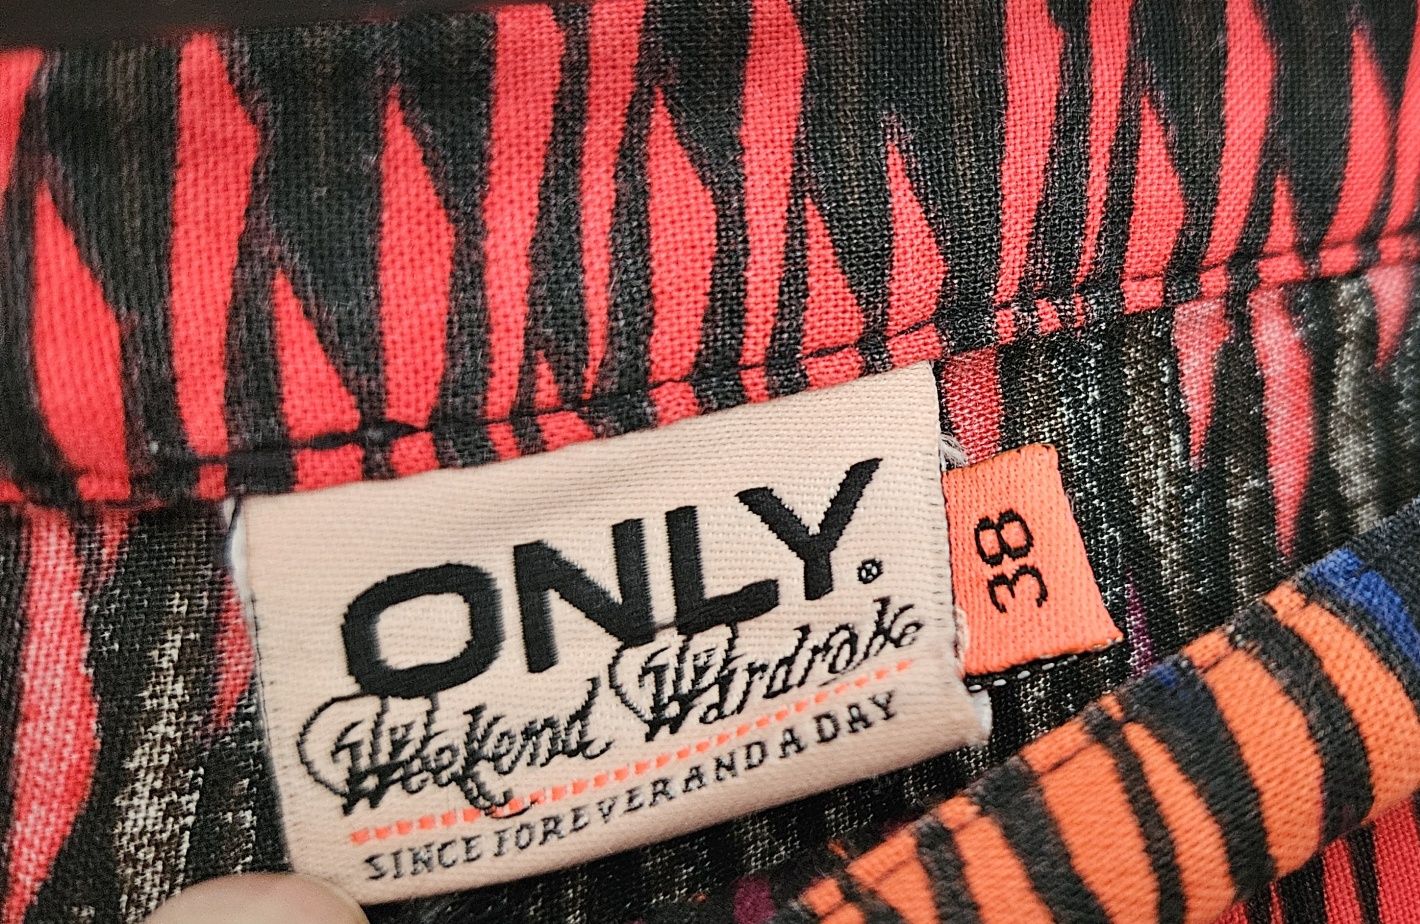 ONLY®
Weekend Wardrobe
SINCE FOREVER AND A DAY
38